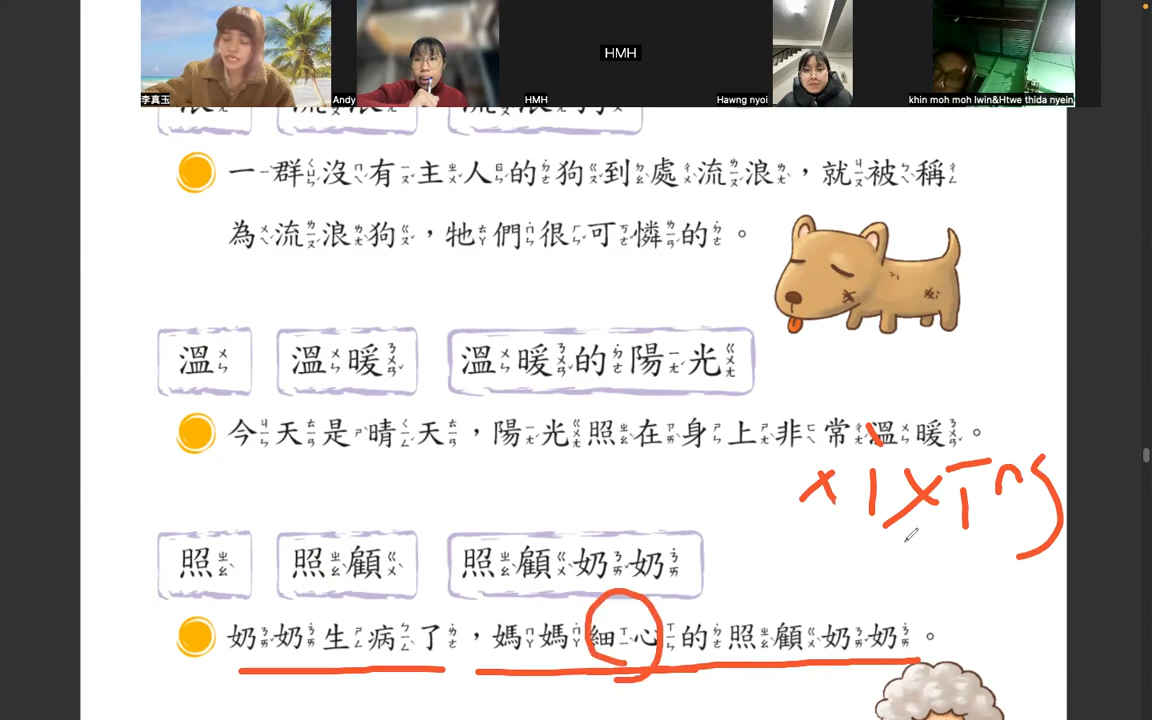 李真玉
Andy
HMH
HMH
Hawng nyoi
khin moh moh lwin&Htwe thida nyein
一群沒有主人的狗到處流浪，就被稱
為流浪狗，牠們很可憐的。
溫 溫暖 溫暖的陽光
今天是晴天，陽光照在身上非常溫暖。
xìxīng
照 照顧 照顧奶奶
奶奶生病了，媽媽細心的照顧奶奶。